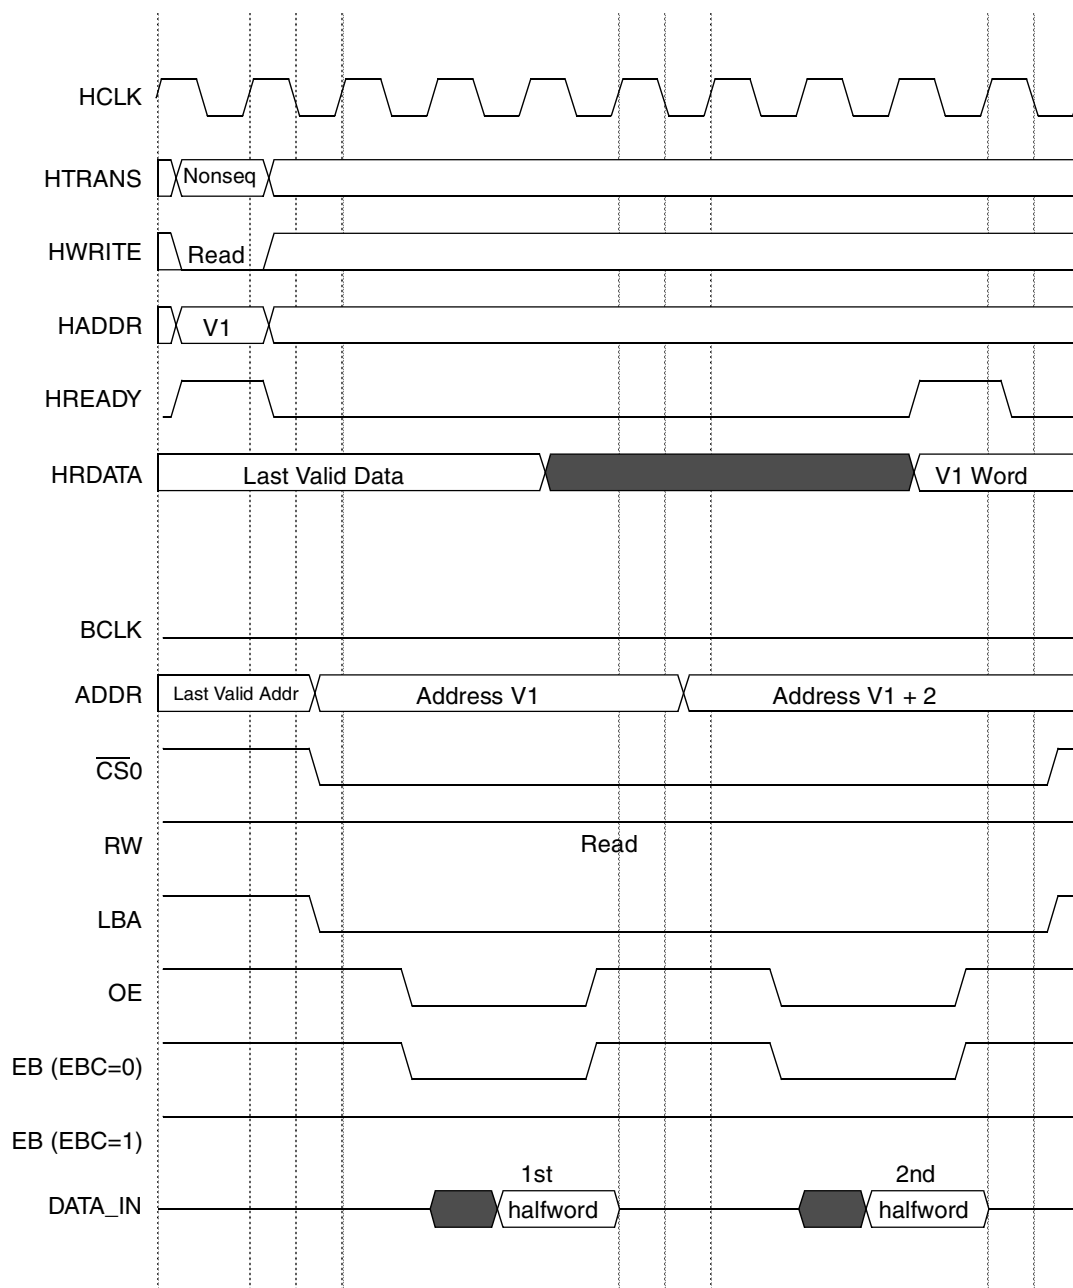 HCLK
HTRANS Nonseq
HWRITE Read
HADDR V1
HREADY
HRDATA Last Valid Data V1 Word
BCLK
ADDR Last Valid Addr Address V1 Address V1 + 2
CS0
RW Read
LBA
OE
EB (EBC=0)
EB (EBC=1)
1st 2nd
DATA_IN halfword halfword